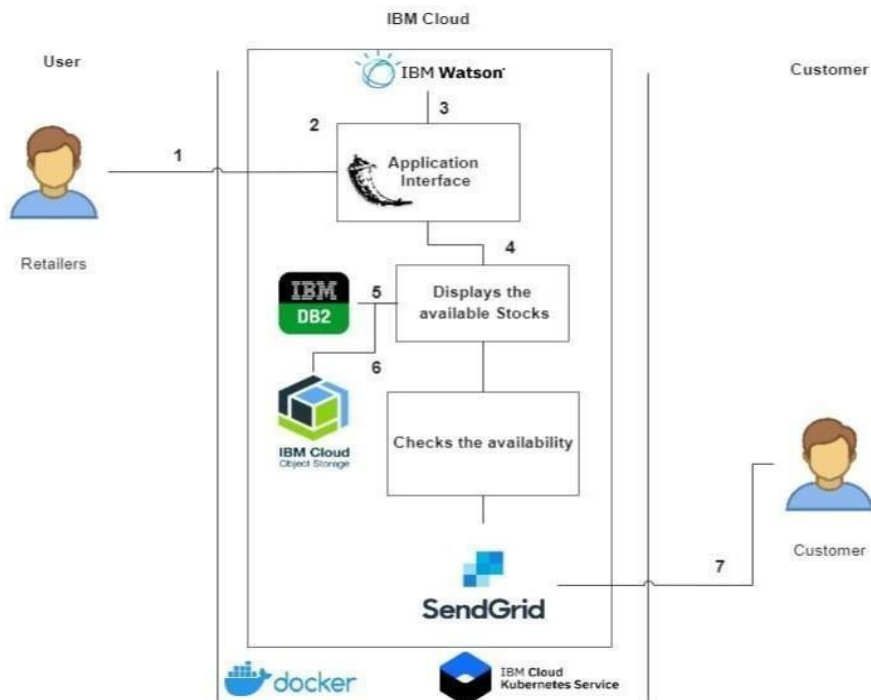 IBM Cloud
User
Customer
IBM Watson
3
2
1
Application
Interface
Retailers
4
IBM
DB2
5
Displays the
available Stocks
6
IBM Cloud
Object Storage
Checks the availability
7
Customer
SendGrid
docker
IBM Cloud
Kubernetes Service